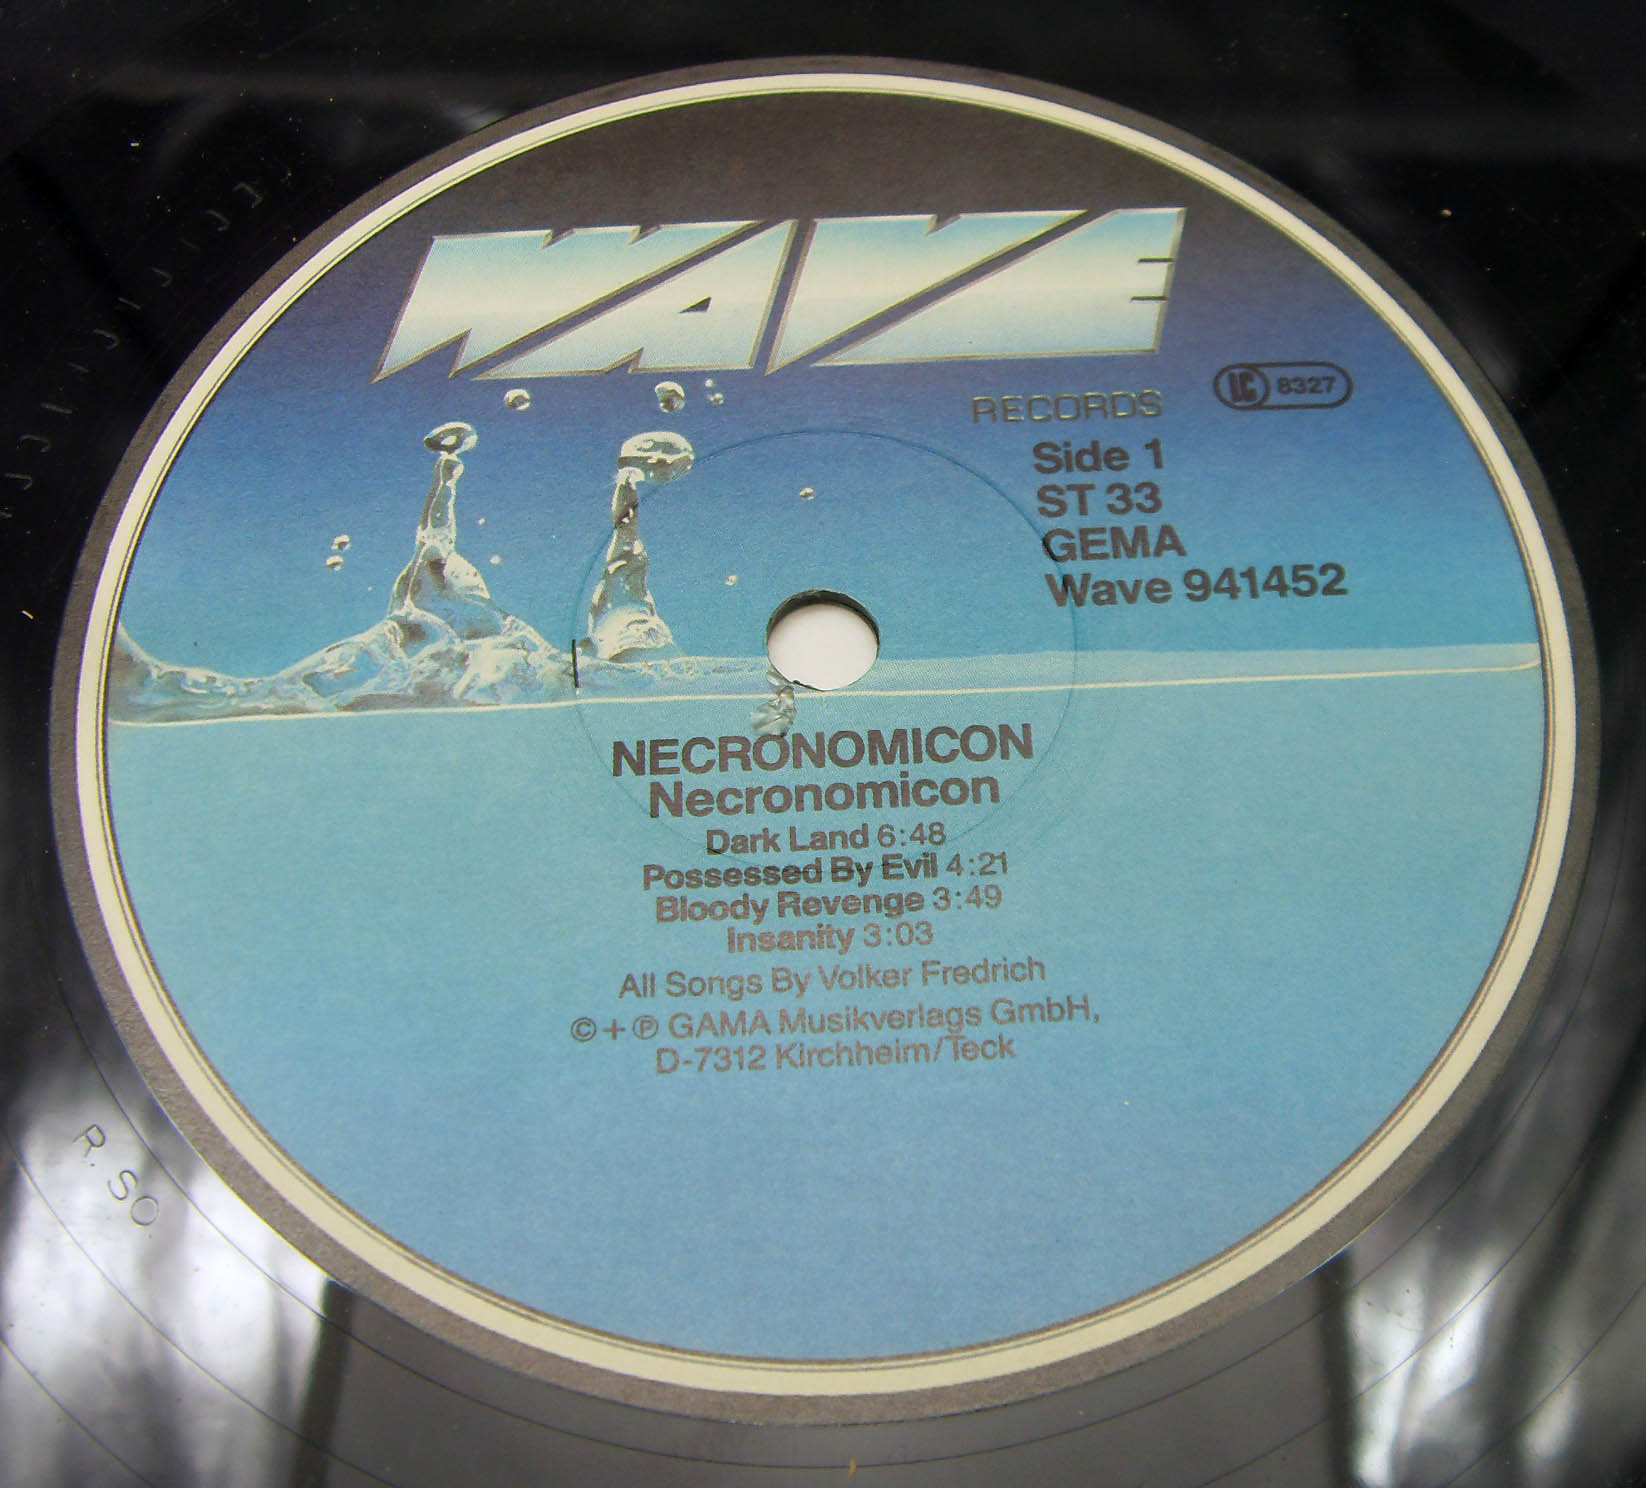 WAVE
RECORDS
LC 8327
Side 1
ST 33
GEMA
Wave 941452
NECRONOMICON
Necronomicon
Dark Land 6:48
Possessed By Evil 4:21
Bloody Revenge 3:49
Insanity 3:03
All Songs By Volker Fredrich
©+℗ GAMA Musikverlags GmbH,
D-7312 Kirchheim/Teck
R. SO